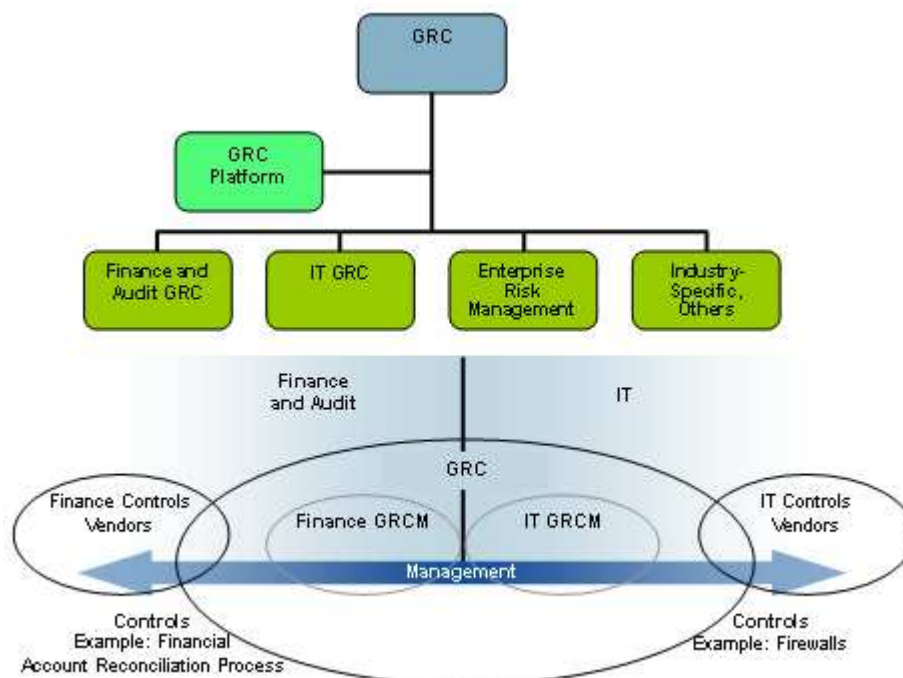 GRC
GRC
Platform
Finance and
Audit GRC
IT GRC
Enterprise
Risk
Management
Industry-
Specific,
Others
Finance
and Audit
IT
GRC
Finance Controls
Vendors
Finance GRCM
IT GRCM
IT Controls
Vendors
Management
Controls
Example: Financial
Account Reconciliation Process
Controls
Example: Firewalls